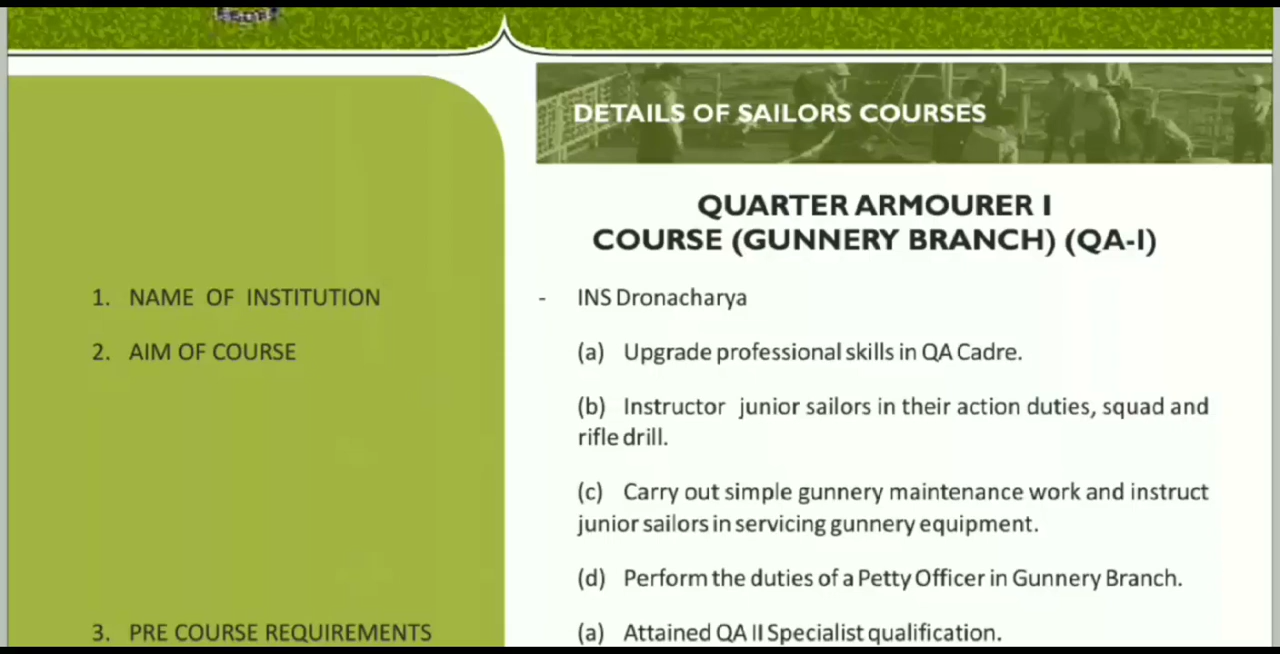 DETAILS OF SAILORS COURSES
QUARTER ARMOURER I
COURSE (GUNNERY BRANCH) (QA-I)
1. NAME OF INSTITUTION - INS Dronacharya
2. AIM OF COURSE (a) Upgrade professional skills in QA Cadre.
(b) Instructor junior sailors in their action duties, squad and
rifle drill.
(c) Carry out simple gunnery maintenance work and instruct
junior sailors in servicing gunnery equipment.
(d) Perform the duties of a Petty Officer in Gunnery Branch.
3. PRE COURSE REQUIREMENTS (a) Attained QA II Specialist qualification.